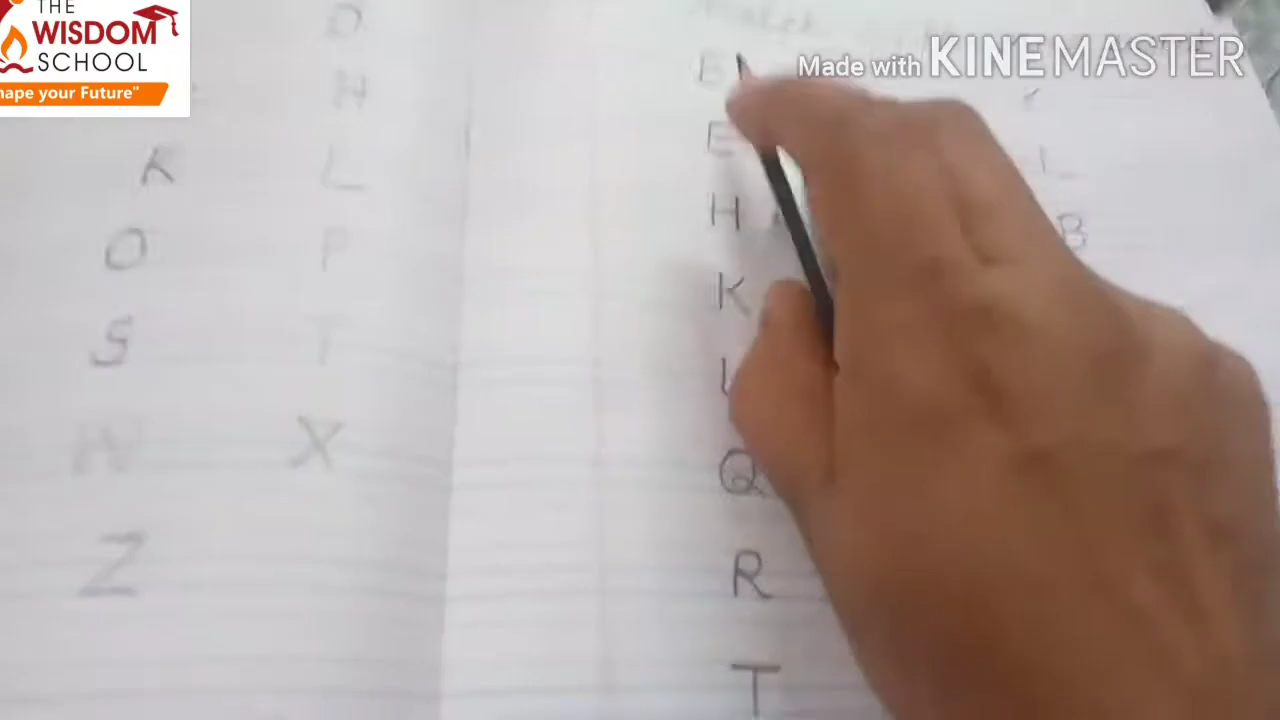 THE
WISDOM
SCHOOL
hape your Future"
Made with KINEMASTER
D
H
K L
O P
S T
W X
Z
B
E
H
K
L
Q
R
T
L
B